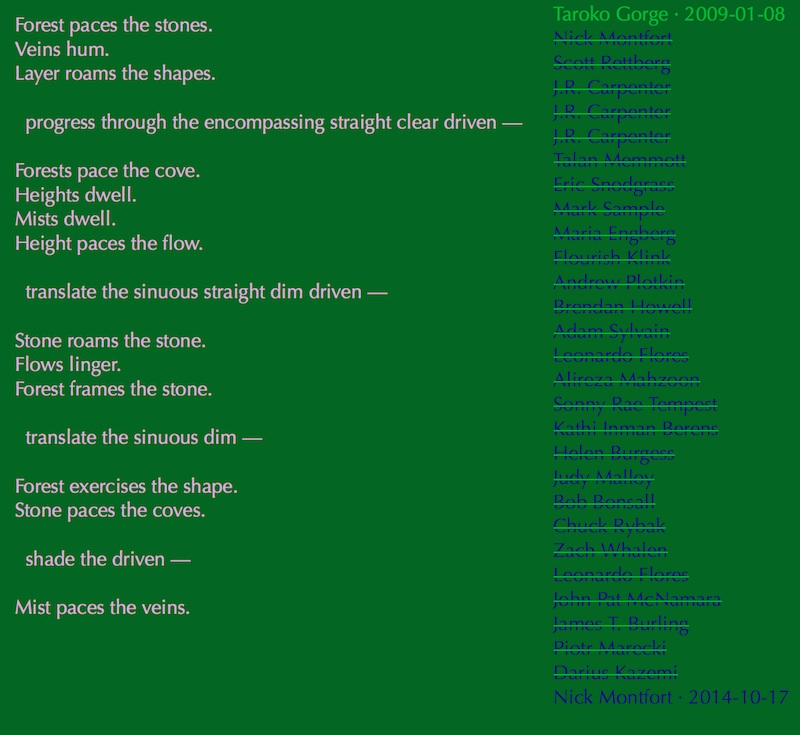 Forest paces the stones.
Veins hum.
Layer roams the shapes.
progress through the encompassing straight clear driven —
Forests pace the cove.
Heights dwell.
Mists dwell.
Height paces the flow.
translate the sinuous straight dim driven —
Stone roams the stone.
Flows linger.
Forest frames the stone.
translate the sinuous dim —
Forest exercises the shape.
Stone paces the coves.
shade the driven —
Mist paces the veins.
Taroko Gorge · 2009-01-08
Nick Montfort
Scott Rettberg
J.R. Carpenter
J.R. Carpenter
J.R. Carpenter
Talan Memmott
Eric Snodgrass
Mark Sample
Maria Engberg
Flourish Klink
Andrew Plotkin
Brendan Howell
Adam Sylvain
Leonardo Flores
Alireza Mahzoon
Sonny Rae Tempest
Kathi Inman Berens
Helen Burgess
Judy Malloy
Bob Bonsall
Chuck Rybak
Zach Whalen
Leonardo Flores
John Pat McNamara
James T. Burling
Piotr Marecki
Darius Kazemi
Nick Montfort · 2014-10-17